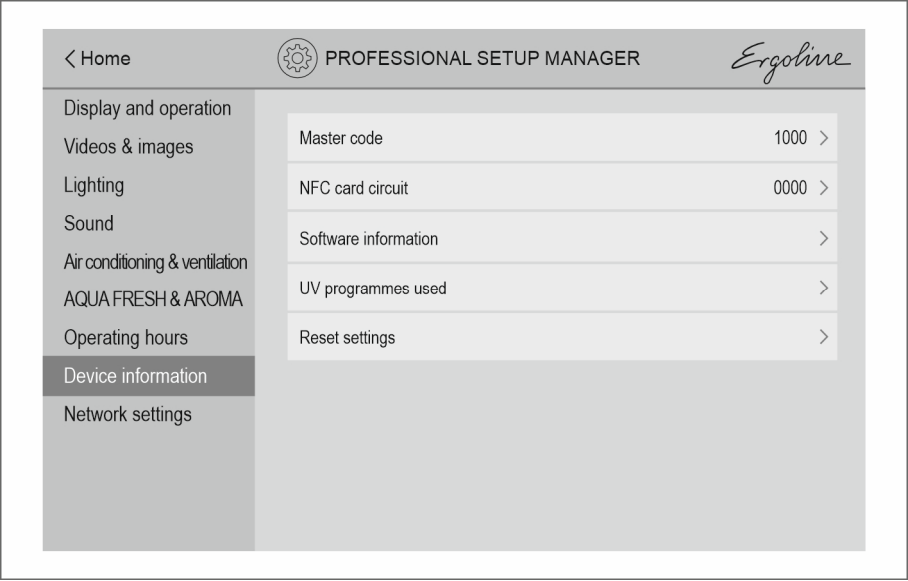 Home
PROFESSIONAL SETUP MANAGER
Ergoline
Display and operation
Videos & images
Lighting
Sound
Air conditioning & ventilation
AQUA FRESH & AROMA
Operating hours
Device information
Network settings
Master code 1000
NFC card circuit 0000
Software information
UV programmes used
Reset settings